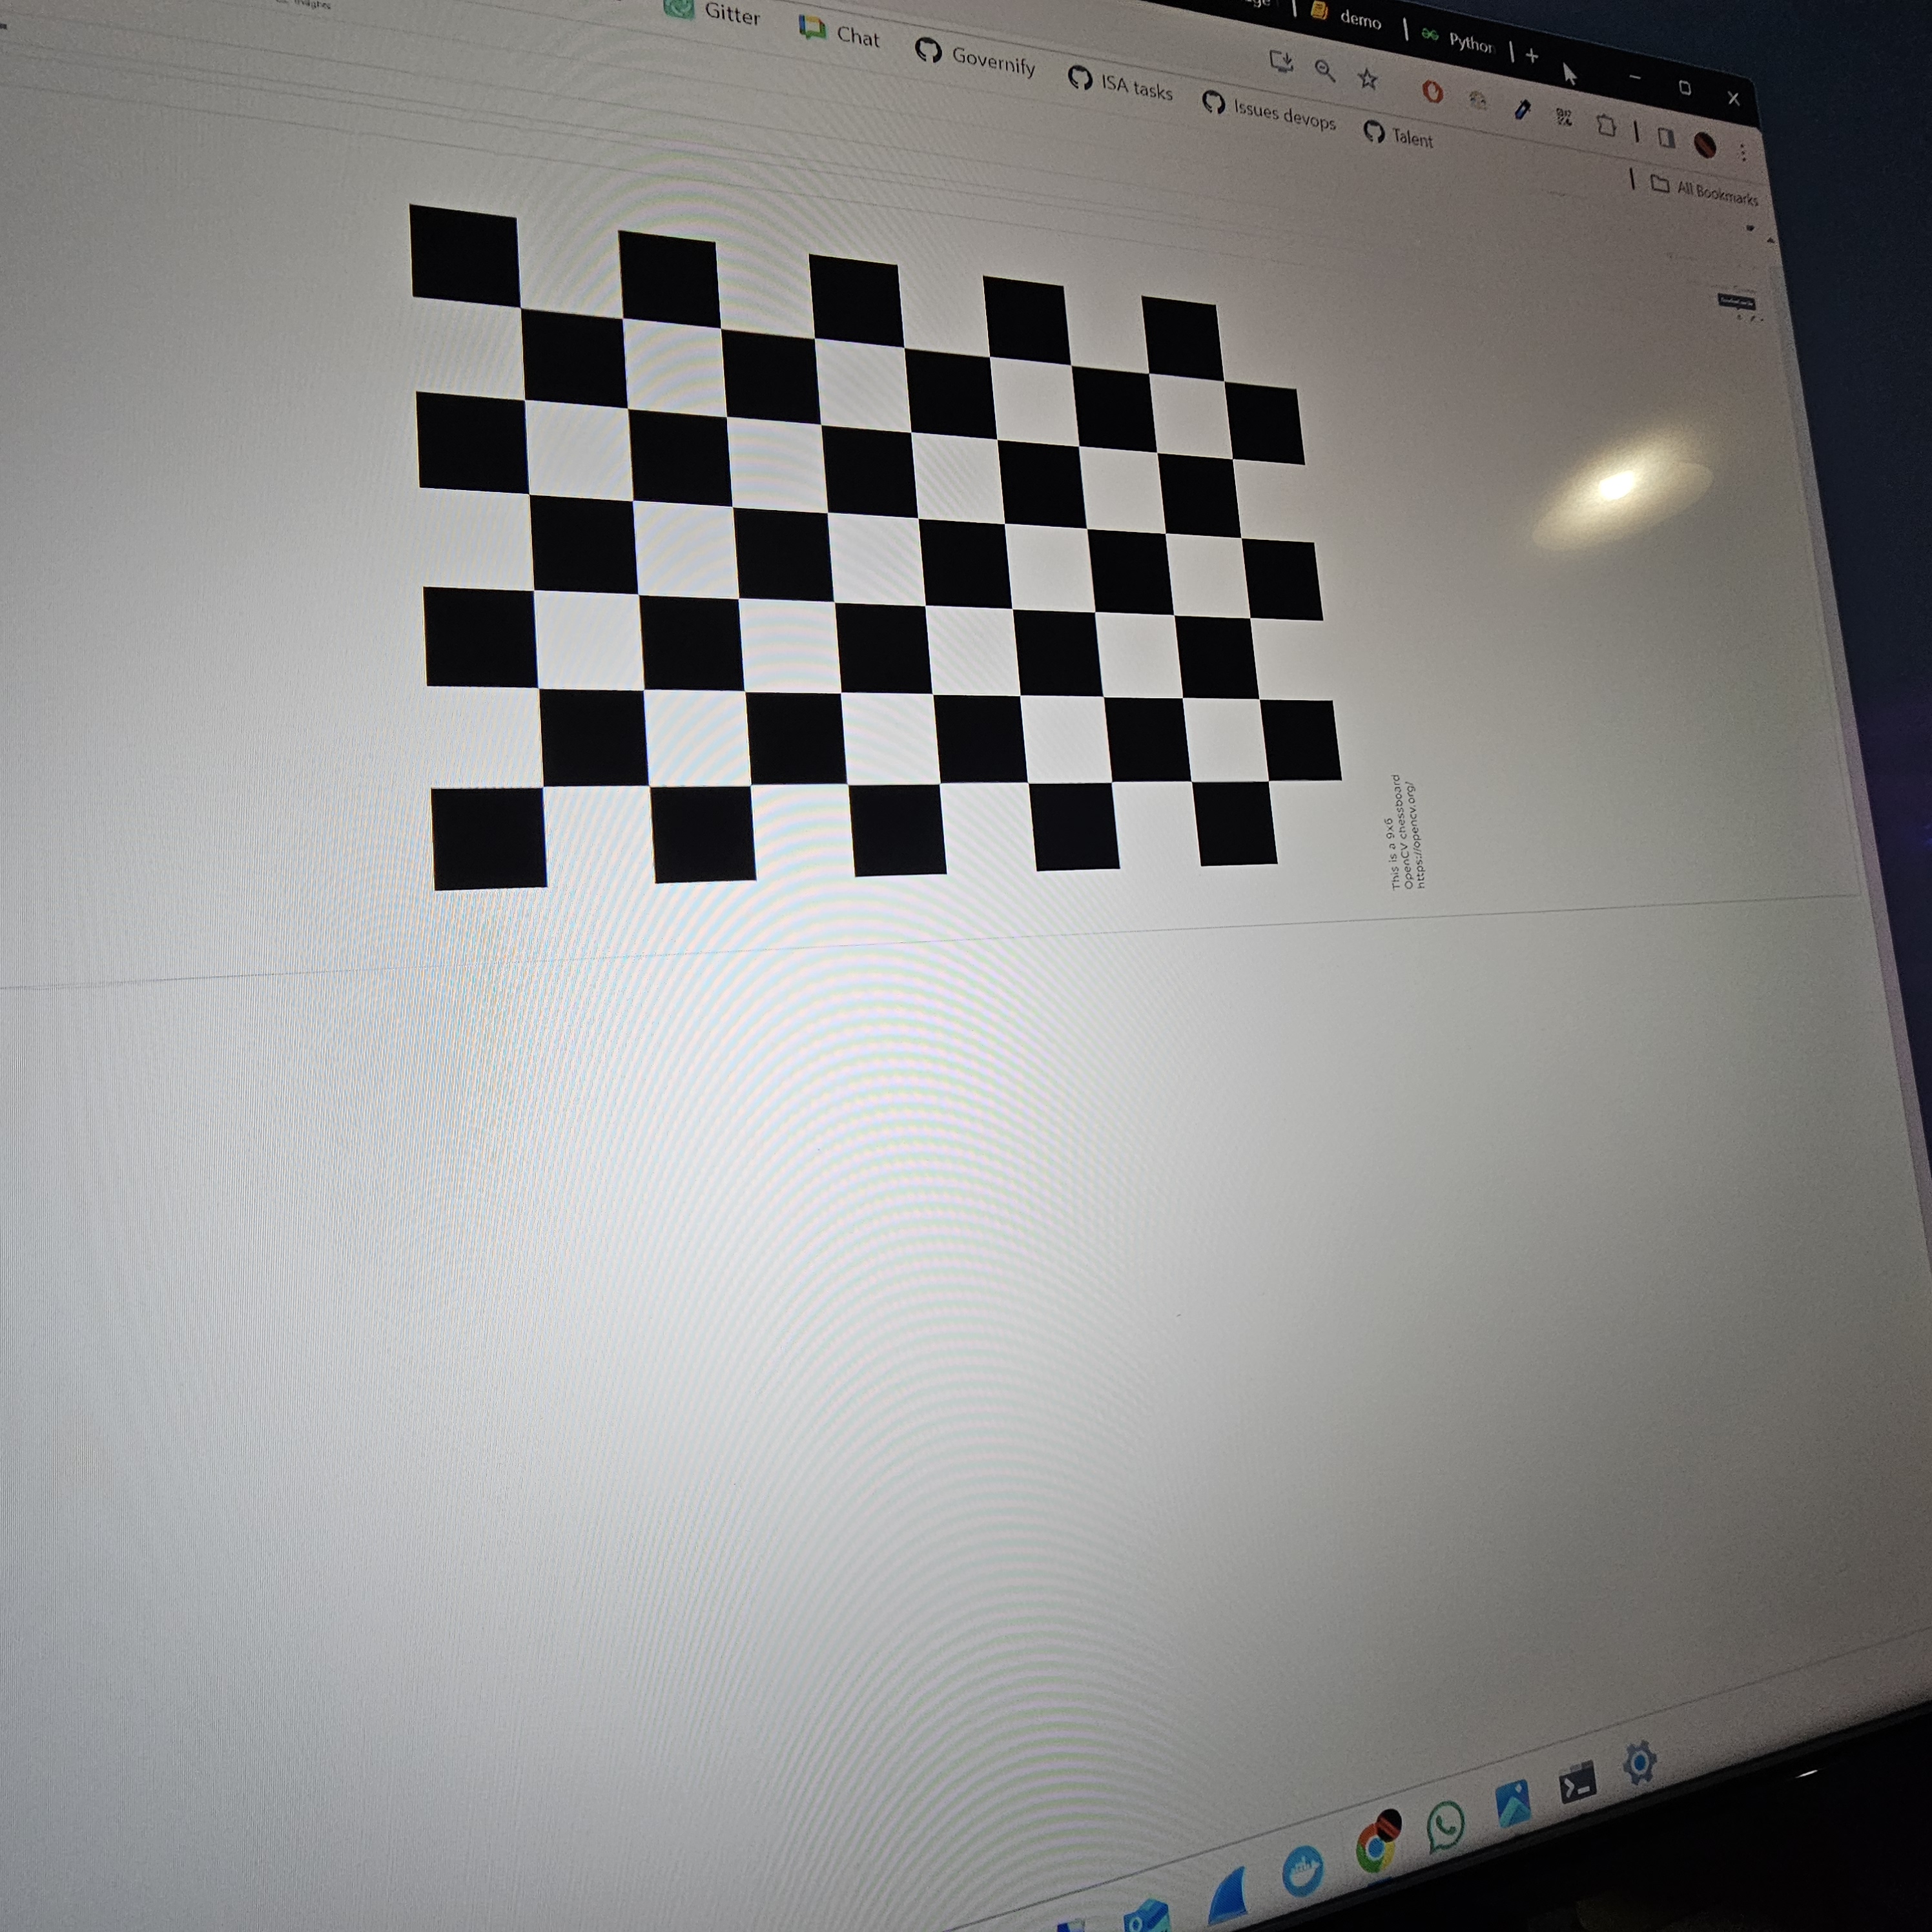 demo
Python
Gitter
Chat
Governify
ISA tasks
Issues devops
Talent
All Bookmarks
Insights
This is a 9x6
OpenCV chessboard
https://opencv.org/